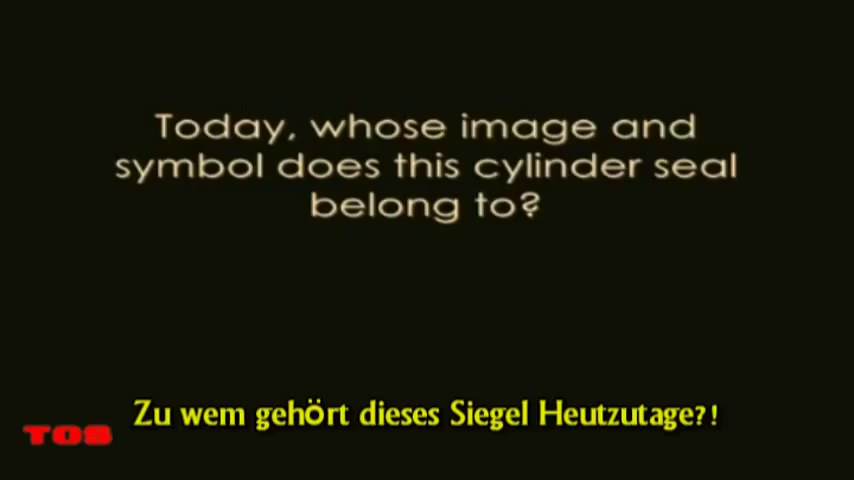 Today, whose image and
symbol does this cylinder seal
belong to?
Zu wem gehört dieses Siegel Heutzutage?!
TOS